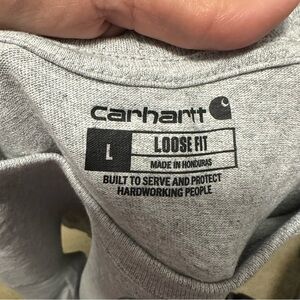 carhartt
L LOOSE FIT
MADE IN HONDURAS
BUILT TO SERVE AND PROTECT
HARDWORKING PEOPLE